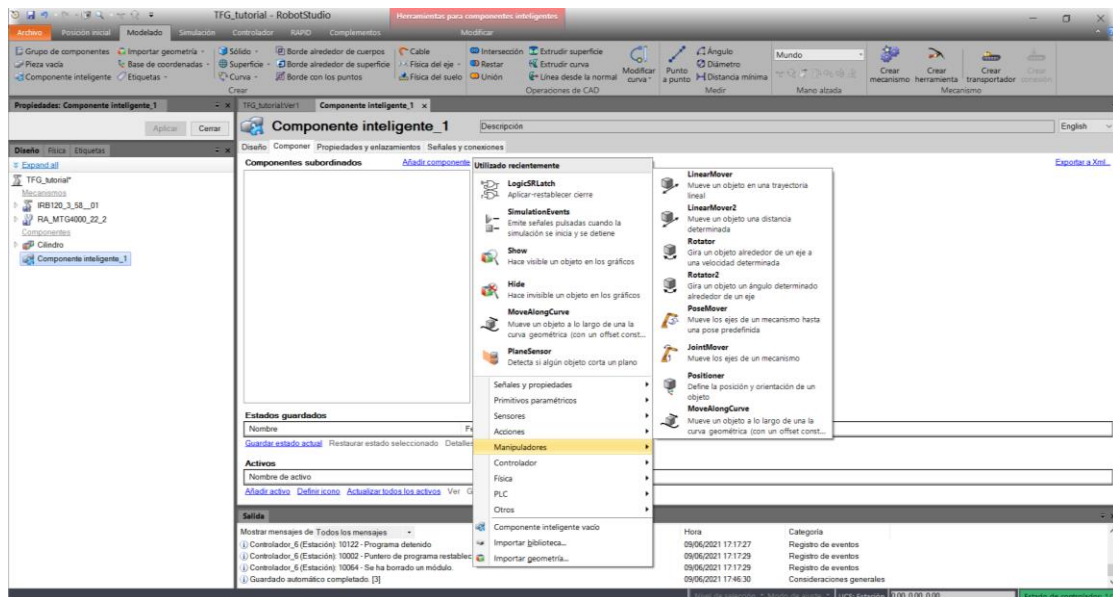 TFG_tutorial - RobotStudio
Herramientas para componentes inteligentes
Archivo Posición inicial Modelado Simulación Controlador RAPID Complementos Modificar
Grupo de componentes Importar geometría
Pieza vacía Base de coordenadas
Componente inteligente Etiquetas
Sólido Borde alrededor de cuerpos
Superficie Borde alrededor de superficie
Curva Borde con los puntos
Cable
Física del eje
Física del suelo
Intersección Extrudir superficie
Restar Extrudir curva
Unión Línea desde la normal
Modificar curva
Punto a punto
Ángulo
Diámetro
Distancia mínima
Mundo
Crear mecanismo
Crear herramienta
Crear transportador
Crear
Operaciones de CAD
Medir
Mano alzada
Mecanismo
Propiedades: Componente inteligente_1
Aplicar Cerrar
Diseño Física Etiquetas
Expand all
TFG_tutorial*
Mecanismos
IRB120_3_58__01
RA_MTG4000_22_2
Componentes
Cilindro
Componente inteligente_1
TFG_tutorial:Ver1 Componente inteligente_1
Componente inteligente_1 Descripción English
Diseño Componer Propiedades y enlazamientos Señales y conexiones
Componentes subordinados Añadir componente Exportar a Xml...
Utilizado recientemente
LogicSRLatch
Aplicar-restablecer cierre
SimulationEvents
Emite señales pulsadas cuando la
simulación se inicia y se detiene
Show
Hace visible un objeto en los gráficos
Hide
Hace invisible un objeto en los gráficos
MoveAlongCurve
Mueve un objeto a lo largo de una la
curva geométrica (con un offset const...
PlaneSensor
Detecta si algún objeto corta un plano
Señales y propiedades
Primitivos paramétricos
Sensores
Acciones
Manipuladores
Controlador
Física
PLC
Otros
Componente inteligente vacío
Importar biblioteca...
Importar geometría...
LinearMover
Mueve un objeto en una trayectoria
lineal
LinearMover2
Mueve un objeto una distancia
determinada
Rotator
Gira un objeto alrededor de un eje a
una velocidad determinada
Rotator2
Gira un objeto un ángulo determinado
alrededor de un eje
PoseMover
Mueve los ejes de un mecanismo hasta
una pose predefinida
JointMover
Mueve los ejes de un mecanismo
Positioner
Define la posición y orientación de un
objeto
MoveAlongCurve
Mueve un objeto a lo largo de una la
curva geométrica (con un offset const...
Estados guardados
Nombre
Guardar estado actual Restaurar estado seleccionado Detalles
Activos
Nombre de activo
Añadir activo Definir icono Actualizar todos los activos Ver
Salida
Mostrar mensajes de Todos los mensajes Hora Categoría
Controlador_6 (Estación): 10122 - Programa detenido 09/06/2021 17:17:27 Registro de eventos
Controlador_6 (Estación): 10002 - Puntero de programa restablec 09/06/2021 17:17:29 Registro de eventos
Controlador_6 (Estación): 10064 - Se ha borrado un módulo. 09/06/2021 17:17:29 Registro de eventos
Guardado automático completado. [3] 09/06/2021 17:46:30 Consideraciones generales
Nivel de selección Modo de ajuste UCS: Estación 0.00, 0.00, 0.00 Estado de controlador: